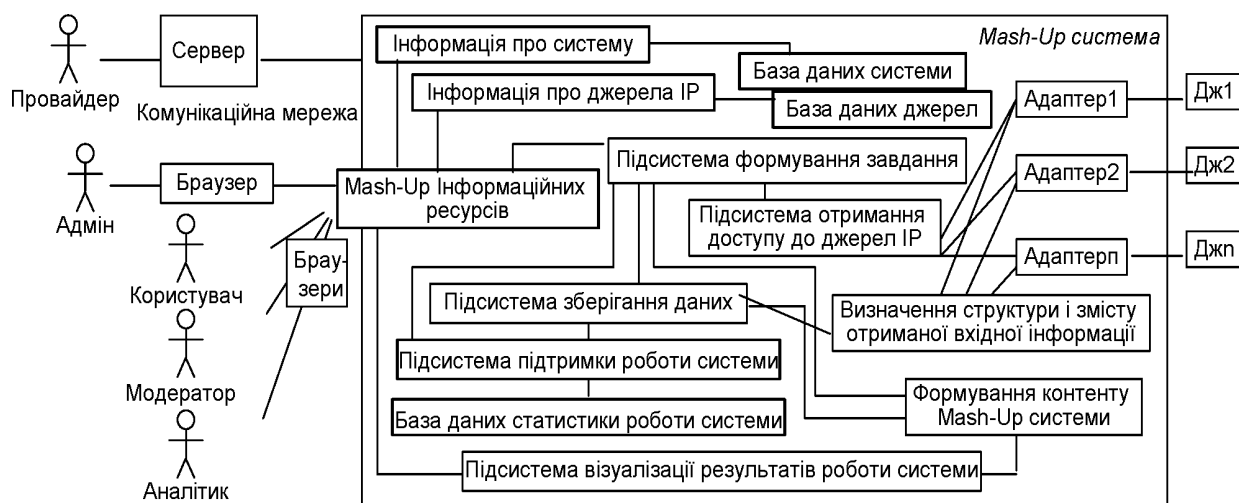 Mash-Up система
Сервер
Інформація про систему
База даних системи
Провайдер
Комунікаційна мережа
Інформація про джерела ІР
База даних джерел
Адаптер1
Дж1
Підсистема формування завдання
Адмін
Браузер
Mash-Up Інформаційних
ресурсів
Адаптер2
Дж2
Підсистема отримання
доступу до джерел ІР
Адаптерп
Джn
Користувач
Брау-
зери
Підсистема зберігання даних
Визначення структури і змісту
отриманої вхідної інформації
Модератор
Підсистема підтримки роботи системи
База даних статистики роботи системи
Формування контенту
Mash-Up системи
Аналітик
Підсистема візуалізації результатів роботи системи